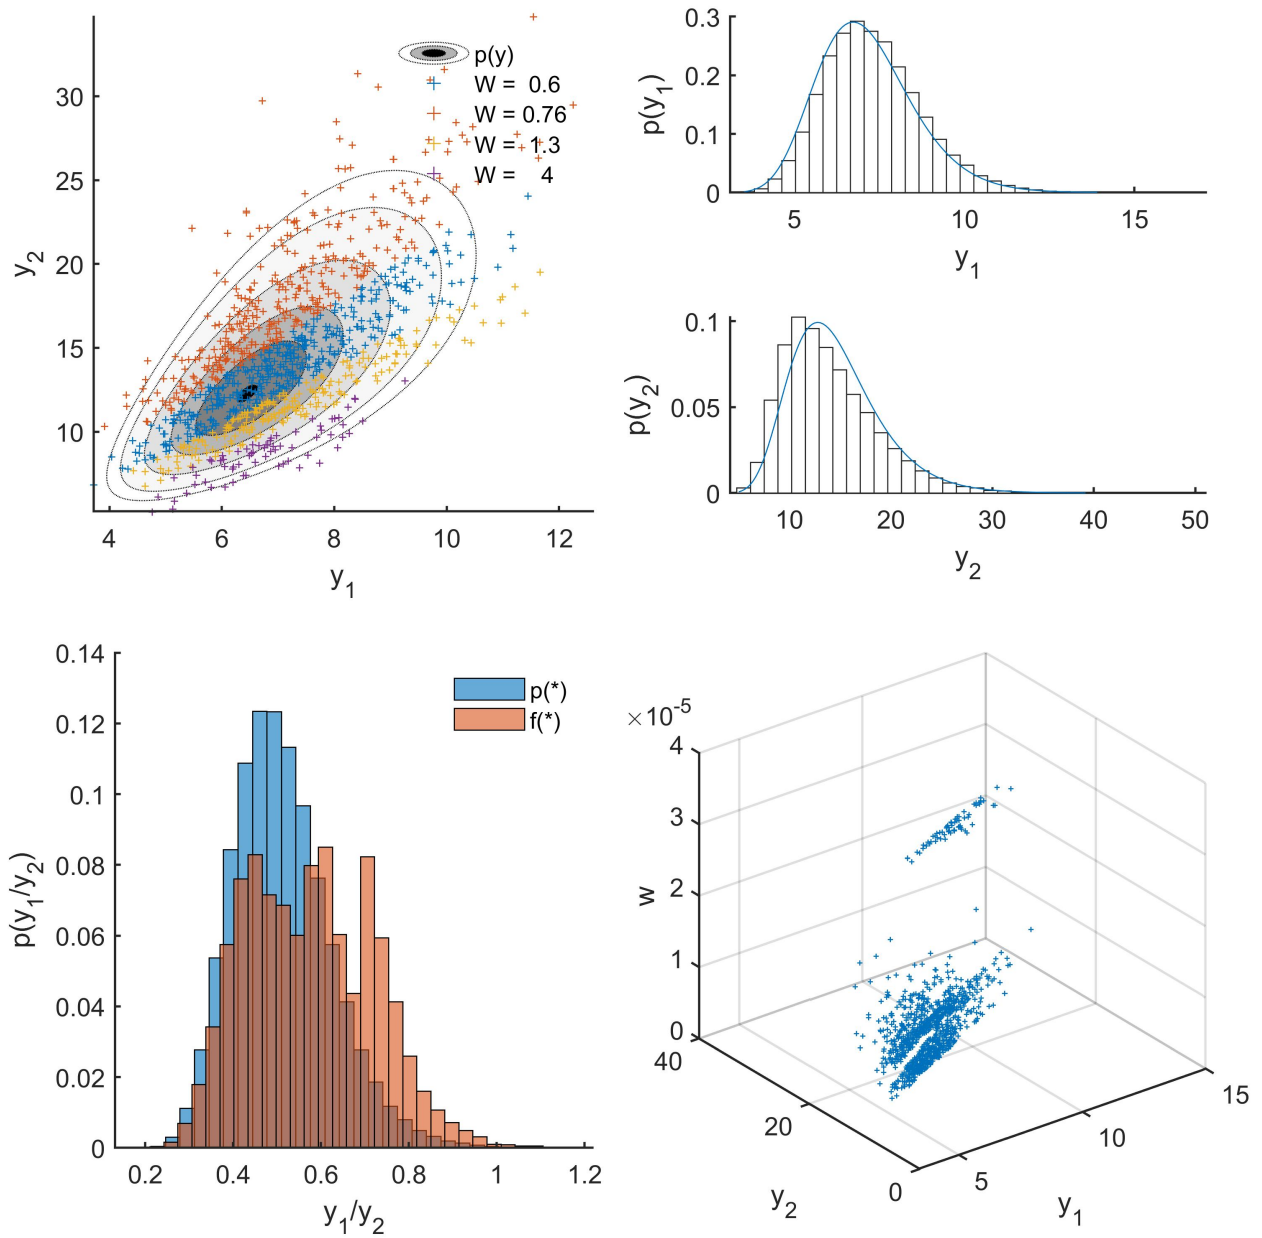 30
25
20
15
10
y2
4
6
8
10
12
y1
p(y)
W = 0.6
W = 0.76
W = 1.3
W = 4
0.3
0.2
0.1
0
p(y1)
5
10
15
y1
0.1
0.05
0
p(y2)
10
20
30
40
50
y2
0.14
0.12
0.1
0.08
0.06
0.04
0.02
0
p(y1/y2)
0.2
0.4
0.6
0.8
1
1.2
y1/y2
p(*)
f(*)
×10-5
4
3
2
1
0
w
40
20
0
y2
5
10
15
y1